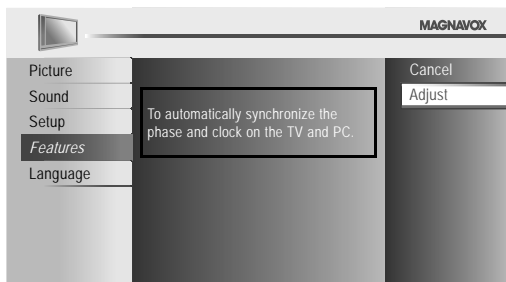 MAGNAVOX
Picture
Sound
Setup
Features
Language
To automatically synchronize the
phase and clock on the TV and PC.
Cancel
Adjust